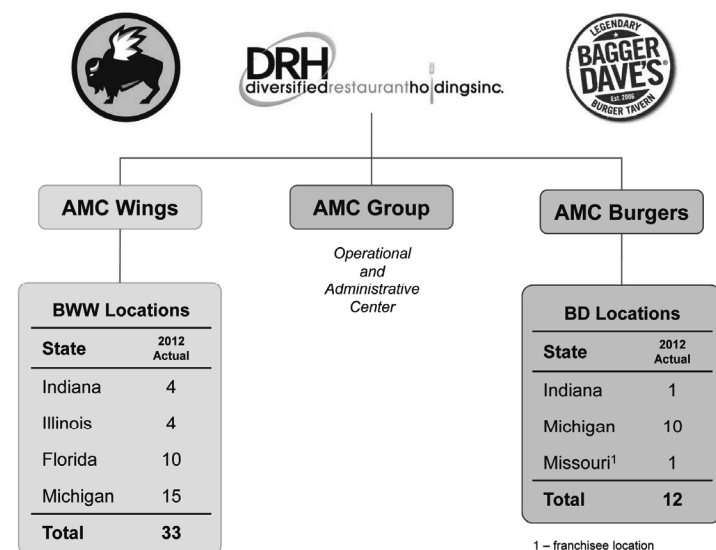 DRH
diversifiedrestaurantholdingsinc.
LEGENDARY
BAGGER
DAVE'S®
Est. 2006
BURGER TAVERN
AMC Wings
AMC Group
AMC Burgers
Operational
and
Administrative
Center
BWW Locations
State 2012 Actual
Indiana 4
Illinois 4
Florida 10
Michigan 15
Total 33
BD Locations
State 2012 Actual
Indiana 1
Michigan 10
Missouri¹ 1
Total 12
1 – franchisee location